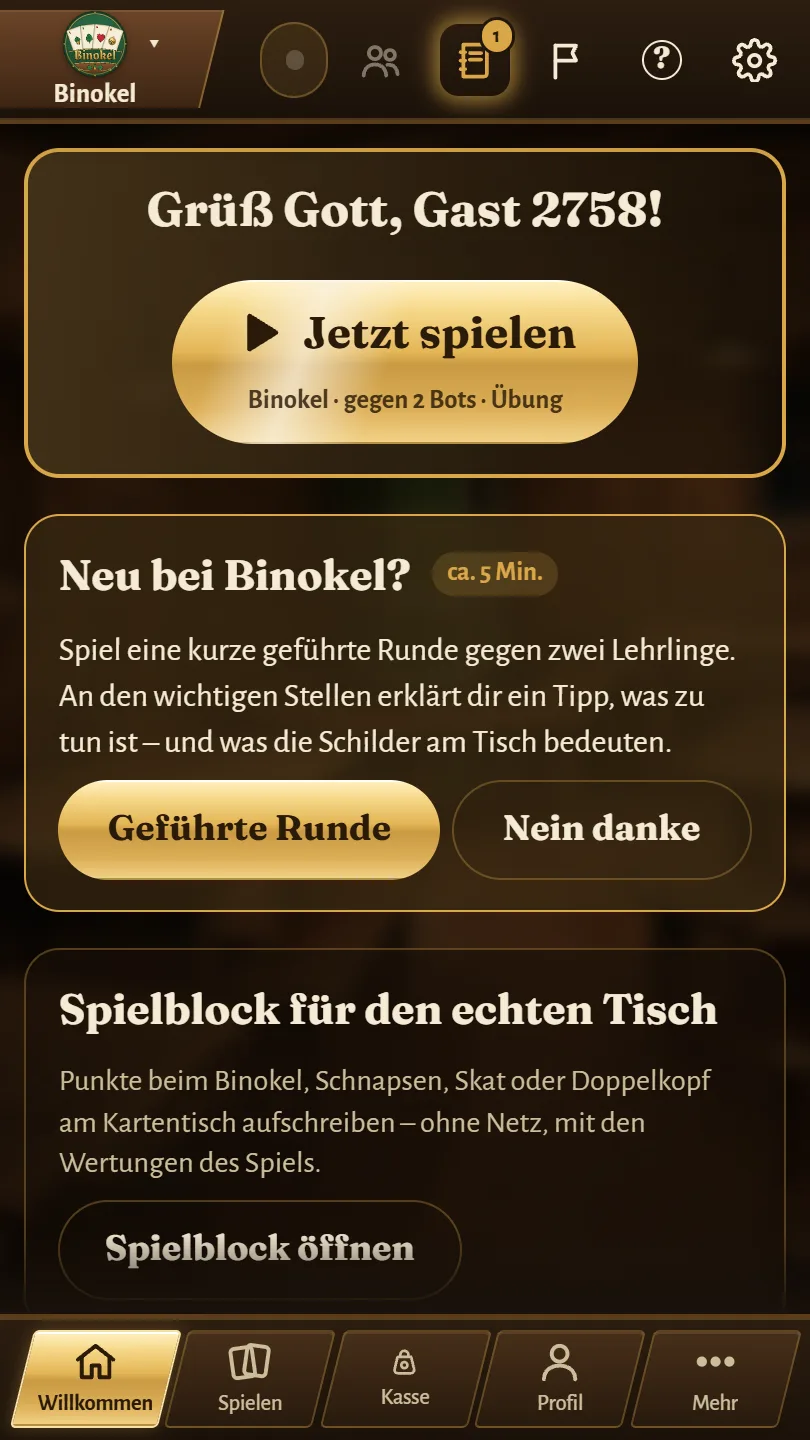 Binokel
Binokel
1
?
Grüß Gott, Gast 2758!
Jetzt spielen
Binokel · gegen 2 Bots · Übung
Neu bei Binokel?
ca. 5 Min.
Spiel eine kurze geführte Runde gegen zwei Lehrlinge.
An den wichtigen Stellen erklärt dir ein Tipp, was zu
tun ist – und was die Schilder am Tisch bedeuten.
Geführte Runde
Nein danke
Spielblock für den echten Tisch
Punkte beim Binokel, Schnapsen, Skat oder Doppelkopf
am Kartentisch aufschreiben – ohne Netz, mit den
Wertungen des Spiels.
Spielblock öffnen
Willkommen
Spielen
Kasse
Profil
Mehr